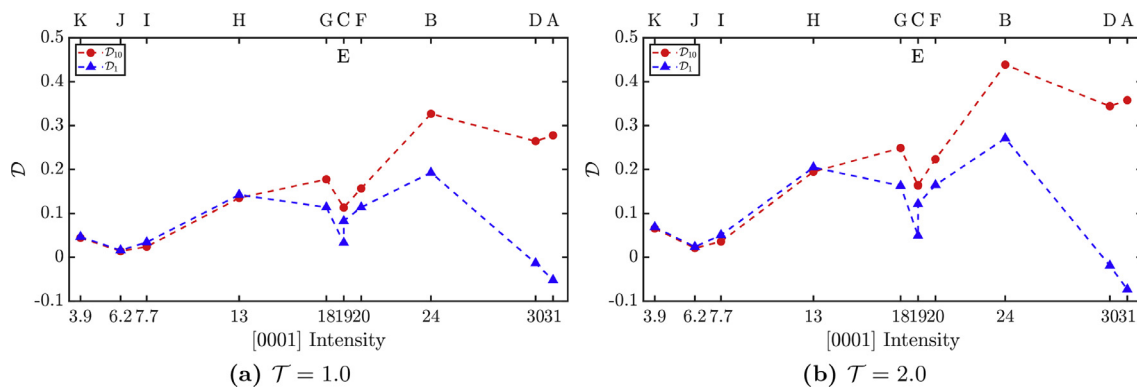 K J I H G C F B D A
E
0.5
0.4
0.3
0.2
0.1
0
-0.1
𝒟
𝒟₁₀
𝒟₁
3.9 6.2 7.7 13 18 19 20 24 30 31
[0001] Intensity
(a) 𝒯 = 1.0
K J I H G C F B D A
E
0.5
0.4
0.3
0.2
0.1
0
-0.1
𝒟
𝒟₁₀
𝒟₁
3.9 6.2 7.7 13 18 19 20 24 30 31
[0001] Intensity
(b) 𝒯 = 2.0